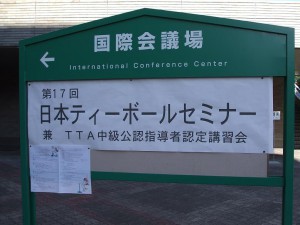 国際会議場
←
International Conference Center
第17回
日本ティーボールセミナー
兼 TTA中級公認指導者認定講習会